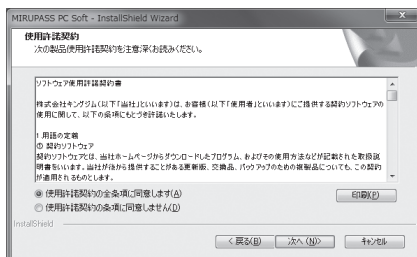 MIRUPASS PC Soft - InstallShield Wizard
使用許諾契約
次の製品使用許諾契約を注意深くお読みください。
ソフトウェア使用許諾契約書
株式会社キングジム(以下「当社」といいます)は、お客様(以下「使用者」といいます)にご提供する契約ソフトウェアの
使用に関して、以下の条項にもとづき許諾いたします。
1.用語の定義
① 契約ソフトウェア
契約ソフトウェアとは、当社ホームページからダウンロードしたプログラム、およびその使用方法などが記載された取扱説
明書をいいます。当社が後から提供することがある更新版、交換品、バックアップのための複製品についても、この契約
が適用されるものとします。
使用許諾契約の全条項に同意します(A)
印刷(P)
使用許諾契約の条項に同意しません(D)
InstallShield
< 戻る(B)
次へ (N)>
キャンセル